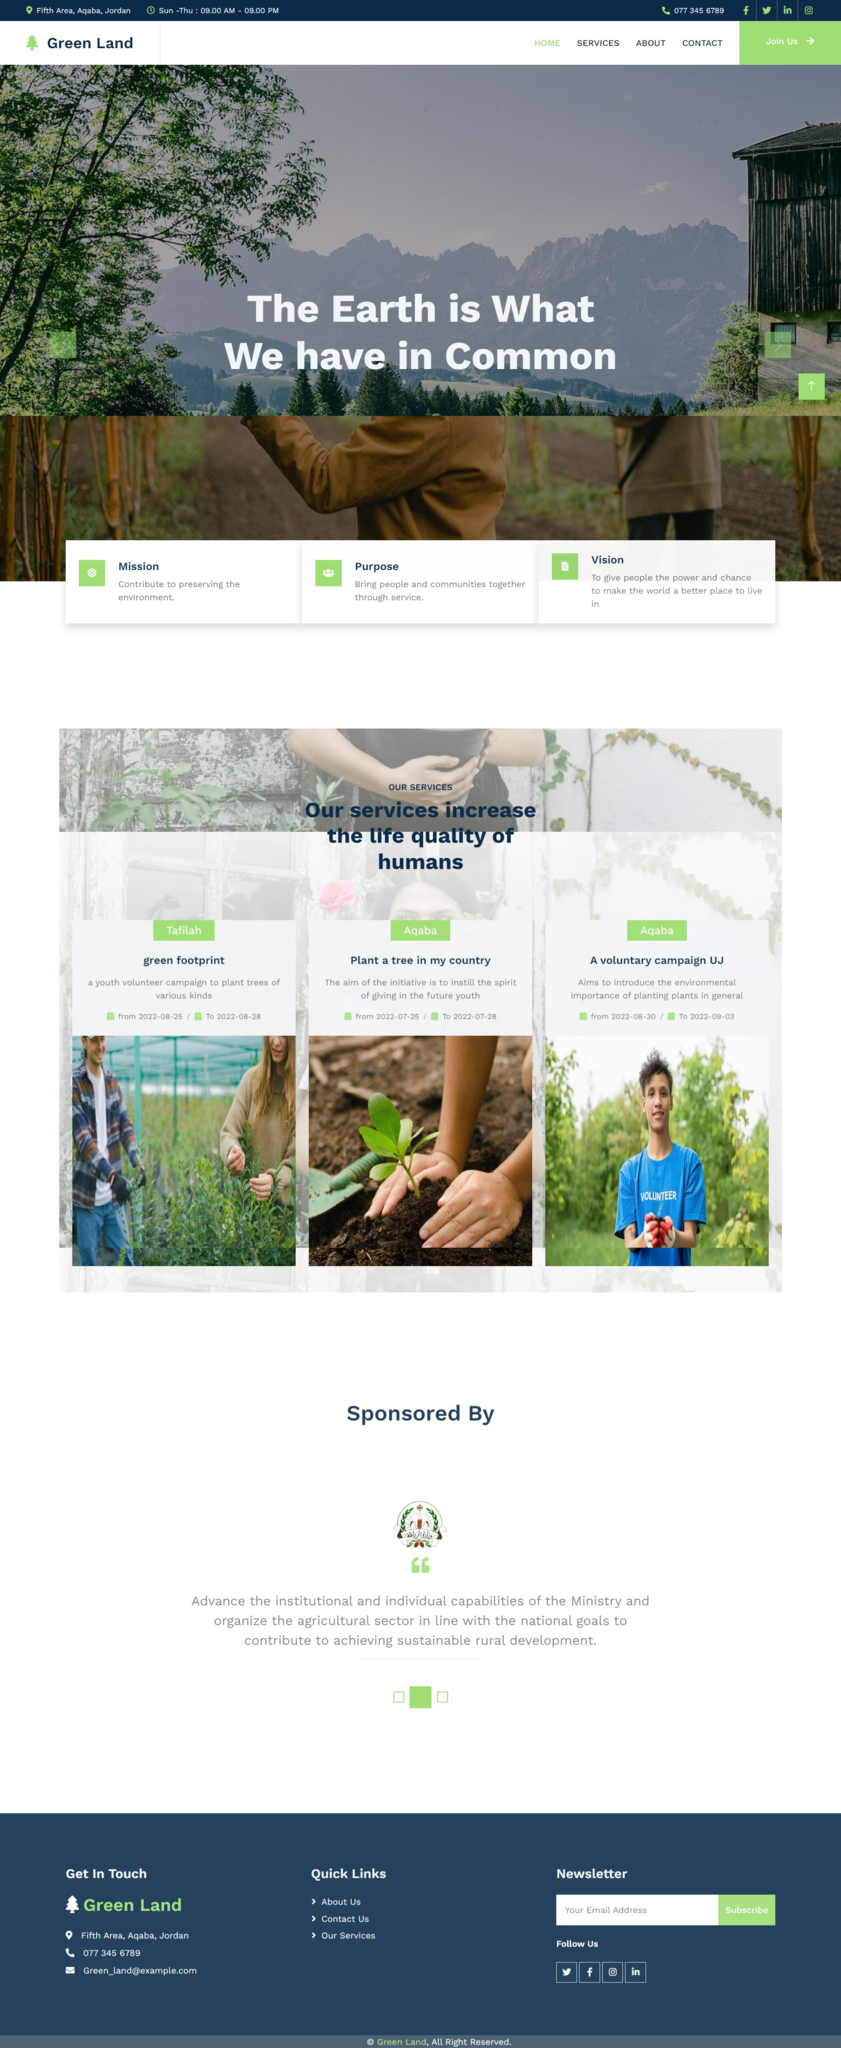 Fifth Area, Aqaba, Jordan
Sun -Thu : 09.00 AM - 09.00 PM
077 345 6789
Green Land
HOME
SERVICES
ABOUT
CONTACT
Join Us
The Earth is What
We have in Common
Mission
Contribute to preserving the
environment.
Purpose
Bring people and communities together
through service.
Vision
To give people the power and chance
to make the world a better place to live
in
OUR SERVICES
Our services increase
the life quality of
humans
Tafilah
green footprint
a youth volunteer campaign to plant trees of
various kinds
from 2022-08-25 / To 2022-08-28
Aqaba
Plant a tree in my country
The aim of the initiative is to instill the spirit
of giving in the future youth
from 2022-07-25 / To 2022-07-28
Aqaba
A voluntary campaign UJ
Aims to introduce the environmental
importance of planting plants in general
from 2022-08-30 / To 2022-09-03
VOLUNTEER
Sponsored By
Advance the institutional and individual capabilities of the Ministry and
organize the agricultural sector in line with the national goals to
contribute to achieving sustainable rural development.
Get In Touch
Green Land
Fifth Area, Aqaba, Jordan
077 345 6789
Green_land@example.com
Quick Links
About Us
Contact Us
Our Services
Newsletter
Your Email Address
Subscribe
Follow Us
© Green Land, All Right Reserved.